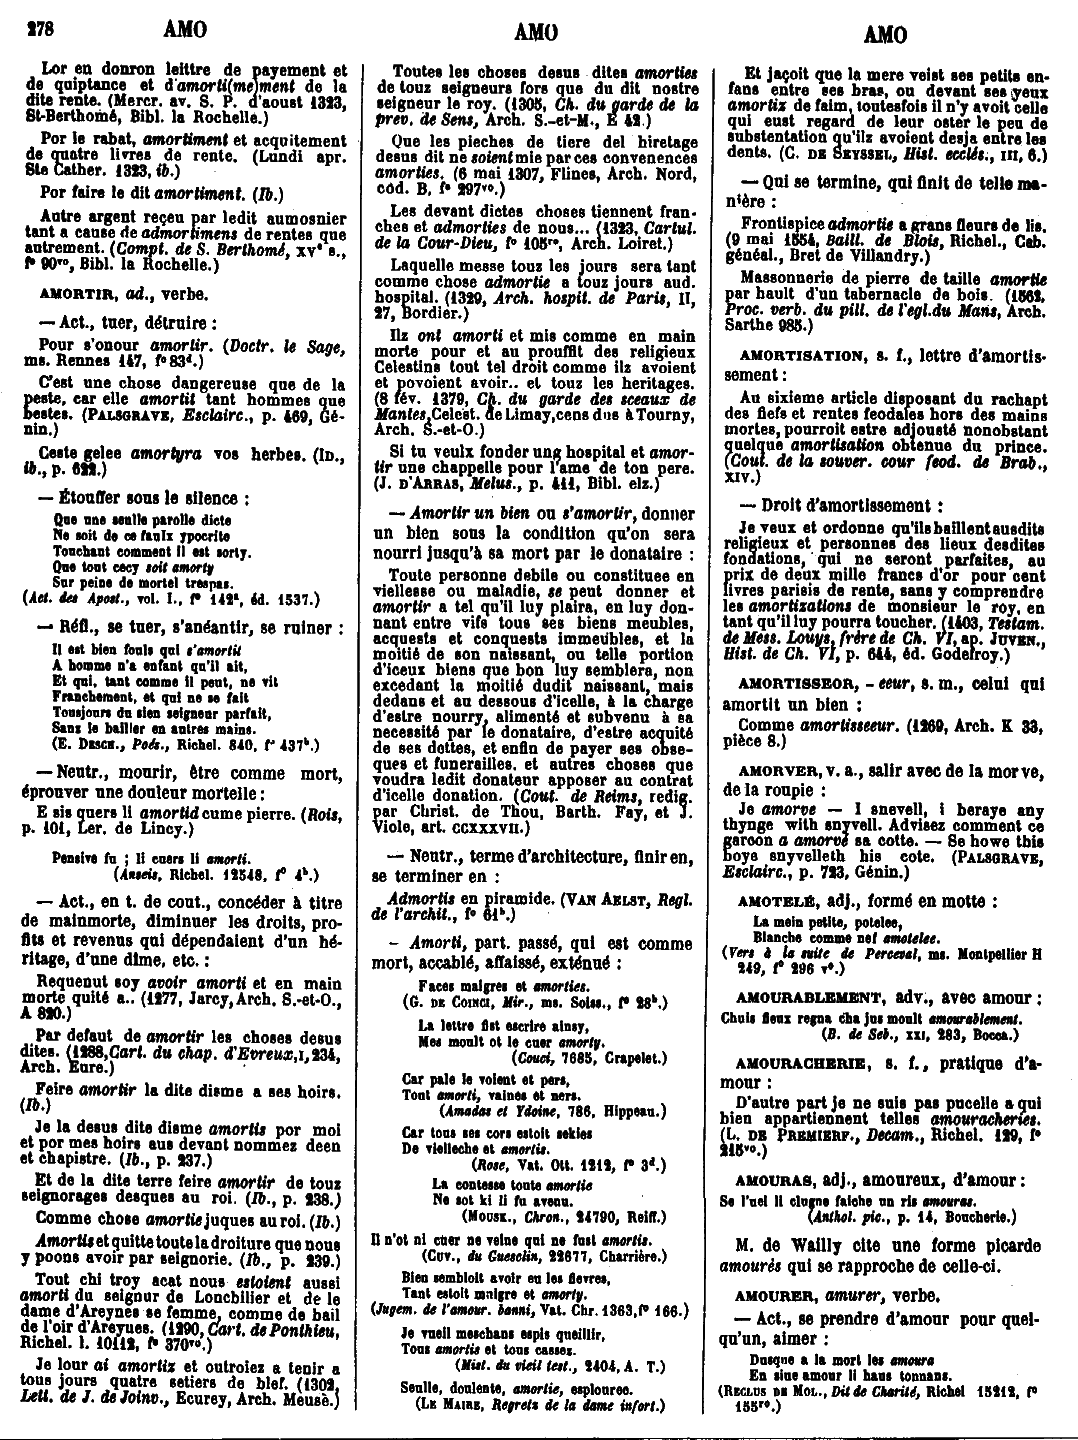 278 AMO AMO AMO
Lor en donron leittre de payement et
de quiptance et d'amorti(me)ment de la
dite rente. (Mercr. av. S. P. d'aoust 1323,
St-Berthomé, Bibl. la Rochelle.)
Por le rabat, amortiment et acquitement
de quatre livres de rente. (Lundi apr.
Ste Cather. 1323, ib.)
Por faire le dit amortiment. (Ib.)
Autre argent reçeu par ledit aumosnier
tant a cause de admortimens de rentes que
autrement. (Compt. de S. Berthomé, XVe s.,
f° 90ro, Bibl. la Rochelle.)
AMORTIR, ad., verbe.
— Act., tuer, détruire :
Pour s'onour amortir. (Doctr. le Sage,
ms. Rennes 147, f° 83d.)
C'est une chose dangereuse que de la
peste, car elle amortit tant hommes que
bestes. (PALSGRAVE, Esclairc., p. 469, Gé-
nin.)
Ceste gelee amortyra vos herbes. (ID.,
ib., p. 622.)
— Étouffer sous le silence :
Que une seulle parolle dicte
Ne soit de ce faulx ypocrite
Touchant comment il est sorty.
Que tout cecy soit amorty
Sur peine de mortel trespas.
(Act. des Apost., vol. I., f° 142a, éd. 1537.)
— Réfl., se tuer, s'anéantir, se ruiner :
Il est bien fouls qui s'amortit
A homme n'a enfant qu'il ait,
Et qui, tant comme il peut, ne vit
Franchement, et qui ne se fait
Tousjours du sien seigneur parfait,
Sanz le baillier en autres mains.
(E. DESCH., Poés., Richel. 840, f° 437b.)
— Neutr., mourir, être comme mort,
éprouver une douleur mortelle :
E sis quers li amortid cume pierre. (Rois,
p. 101, Ler. de Lincy.)
Pensive fu ; li cuers li amorti.
(Anseis, Richel. 12548, f° 4b.)
— Act., en t. de cout., concéder à titre
de mainmorte, diminuer les droits, pro-
fits et revenus qui dépendaient d'un hé-
ritage, d'une dîme, etc. :
Requenut soy avoir amorti et en main
morte quité a.. (1277, Jarcy, Arch. S.-et-O.,
A 820.)
Par defaut de amortir les choses desus
dites. (1288, Cart. du chap. d'Evreux, I, 234,
Arch. Eure.)
Feire amortir la dite disme a ses hoirs.
(Ib.)
Je la desus dite disme amortis por moi
et por mes hoirs aus devant nommez deen
et chapistre. (Ib., p. 237.)
Et de la dite terre feire amortir de touz
seignorages desques au roi. (Ib., p. 238.)
Comme chose amortie juques au roi. (Ib.)
Amortis et quitte toute la droiture que nous
y poons avoir par seignorie. (Ib., p. 239.)
Tout chi troy acat nous estoient aussi
amorti du seignur de Loncbilier et de le
dame d'Areynes se femme, comme de bail
de l'oir d'Areynes. (1290, Cart. de Ponthieu,
Richel. l. 10112, f° 370vo.)
Je lour ai amortiz et outroiez a tenir a
tous jours quatre setiers de blef. (1302,
Lett. de J. de Joinv., Ecurey, Arch. Meuse.)
Toutes les choses desus dites amorties
de touz seigneurs fors que du dit nostre
seigneur le roy. (1305, Ch. du garde de la
prev. de Sens, Arch. S.-et-M., E 42.)
Que les pieches de tiere del hiretage
desus dit ne soient mie par ces convenences
amorties. (6 mai 1307, Flines, Arch. Nord,
cod. B, f° 297vo.)
Les devant dictes choses tiennent fran-
ches et admorties de nous... (1323, Cartul.
de la Cour-Dieu, f° 105ro, Arch. Loiret.)
Laquelle messe touz les jours sera tant
comme chose admortie a touz jours aud.
hospital. (1329, Arch. hospit. de Paris, II,
27, Bordier.)
Ilz ont amorti et mis comme en main
morte pour et au prouffit des religieux
Celestins tout tel droit comme ilz avoient
et povoient avoir.. et touz les heritages.
(8 fév. 1379, Ch. du garde des sceaux de
Mantes, Celest. de Limay, cens dus à Tourny,
Arch. S.-et-O.)
Si tu veulx fonder ung hospital et amor-
tir une chappelle pour l'ame de ton pere.
(J. D'ARRAS, Melus., p. 411, Bibl. elz.)
— Amortir un bien ou s'amortir, donner
un bien sous la condition qu'on sera
nourri jusqu'à sa mort par le donataire :
Toute personne debile ou constituee en
viellesse ou maladie, se peut donner et
amortir a tel qu'il luy plaira, en luy don-
nant entre vifs tous ses biens meubles,
acquests et conquests immeubles, et la
moitié de son naissant, ou telle portion
d'iceux biens que bon luy semblera, non
excedant la moitié dudit naissant, mais
dedans et au dessous d'icelle, à la charge
d'estre nourry, alimenté et subvenu à sa
necessité par le donataire, d'estre acquité
de ses dettes, et enfin de payer ses obse-
ques et funerailles. et autres choses que
voudra ledit donateur apposer au contrat
d'icelle donation. (Cout. de Reims, redig.
par Christ. de Thou, Barth. Fay, et J.
Viole, art. CCXXXVII.)
— Neutr., terme d'architecture, finir en,
se terminer en :
Admortis en piramide. (VAN AELST, Regl.
de l'archit., f° 61b.)
- Amorti, part. passé, qui est comme
mort, accablé, affaissé, exténué :
Faces maigres et amorties.
(G. DE COINCI, Mir., ms. Soiss., f° 28b.)
La lettre fist escrire ainsy,
Mes moult ot le cuer amorty.
(Couci, 7685, Crapelet.)
Car pale le voient et pers,
Tout amorti, vaines et ners.
(Amadas et Ydoine, 786, Hippeau.)
Car tous ses cors estoit sekies
De viellece et amortis.
(Rose, Vat. Ott. 1212, f° 3d.)
La contesse toute amortie
Ne sot ki li fu avenu.
(MOUSK., Chron., 24790, Reiff.)
Il n'ot ni cuer ne veine qui ne fust amortis.
(CUV., du Guesclin, 22677, Charrière.)
Bien sembloit avoir eu les fievres,
Tant estoit maigre et amorty.
(Jugem. de l'amour. banni, Vat. Chr. 1363, f° 166.)
Je vueil meschans espis queillir,
Tous amortis et tous cassez.
(Mist. du vieil test., 2404, A. T.)
Seulle, doulente, amortie, esplouree.
(LE MAIRE, Regretz de la dame infort.)
Et jaçoit que la mere veist ses petits en-
fans entre ses bras, ou devant ses yeux
amortiz de faim, toutesfois il n'y avoit celle
qui eust regard de leur oster le peu de
substentation qu'ilz avoient desja entre les
dents. (C. DE SEYSSEL, Hist. ecclés., III, 6.)
— Qui se termine, qui finit de telle ma-
nière :
Frontispice admortie a grans fleurs de lis.
(9 mai 1554, Baill. de Blois, Richel., Cab.
généal., Bret de Villandry.)
Massonnerie de pierre de taille amortie
par hault d'un tabernacle de bois. (1562,
Proc. verb. du pill. de l'egl. du Mans, Arch.
Sarthe 985.)
AMORTISATION, s. f., lettre d'amortis-
sement :
Au sixieme article disposant du rachapt
des fiefs et rentes feodales hors des mains
mortes, pourroit estre adjousté nonobstant
quelque amortisation obtenue du prince.
(Cout. de la souver. cour feod. de Brab.,
XIV.)
— Droit d'amortissement :
Je veux et ordonne qu'ils baillent ausdits
religieux et personnes des lieux desdites
fondations, qui ne seront parfaites, au
prix de deux mille francs d'or pour cent
livres parisis de rente, sans y comprendre
les amortizations de monsieur le roy, en
tant qu'il luy pourra toucher. (1403, Testam.
de Mess. Louys, frère de Ch. VI, ap. JUVEN.,
Hist. de Ch. VI, p. 644, éd. Godefroy.)
AMORTISSEOR, - eeur, s. m., celui qui
amortit un bien :
Comme amortisseeur. (1269, Arch. K 33,
pièce 8.)
AMORVER, v. a., salir avec de la morve,
de la roupie :
Je amorve — I snevell, i beraye any
thynge with snyvell. Advisez comment ce
garcon a amorvé sa cotte. — Se howe this
boye snyvelleth his cote. (PALSGRAVE,
Esclairc., p. 723, Génin.)
AMOTELÉ, adj., formé en motte :
La mein petite, potelee,
Blanche comme nef amotelee.
(Vers à la suite de Perceval, ms. Montpellier H
249, f° 296 v°.)
AMOURABLEMENT, adv., avec amour :
Chuis fieux regna cha jus moult amourablement.
(B. de Seb., XXI, 283, Bocca.)
AMOURACHERIE, s. f., pratique d'a-
mour :
D'autre part je ne suis pas pucelle a qui
bien appartiennent telles amouracheries.
(L. DE PREMIERF., Decam., Richel. 129, f°
215vo.)
AMOURAS, adj., amoureux, d'amour :
Se l'uel li clugne faiche un ris amouras.
(Anthol. pic., p. 14, Boucherie.)
M. de Wailly cite une forme picarde
amourés qui se rapproche de celle-ci.
AMOURER, amurer, verbe.
— Act., se prendre d'amour pour quel-
qu'un, aimer :
Dusque a la mort les amoura
En sine amour li haus tonnans.
(RECLUS DE MOL., Dit de Charité, Richel 15212, f°
155ro.)